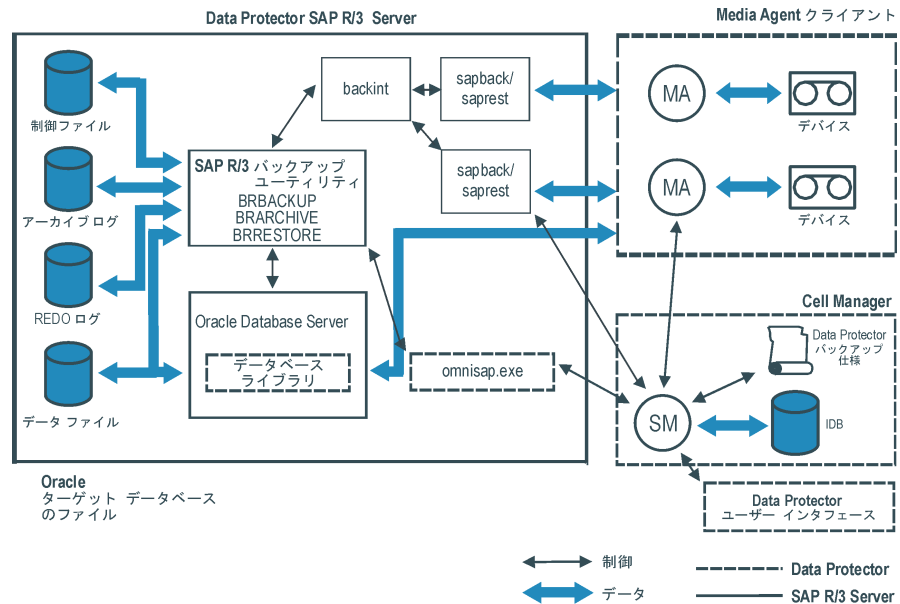 Data Protector SAP R/3 Server
Media Agent クライアント
制御ファイル
アーカイブ ログ
REDO ログ
データ ファイル
SAP R/3 バックアップ
ユーティリティ
BRBACKUP
BRARCHIVE
BRRESTORE
backint
sapback/
saprest
sapback/
saprest
Oracle Database Server
データベース
ライブラリ
omnisap.exe
MA
デバイス
MA
デバイス
Cell Manager
Data Protector
バックアップ
仕様
SM
IDB
Data Protector
ユーザー インタフェース
Oracle
ターゲット データベース
のファイル
制御
データ
Data Protector
SAP R/3 Server